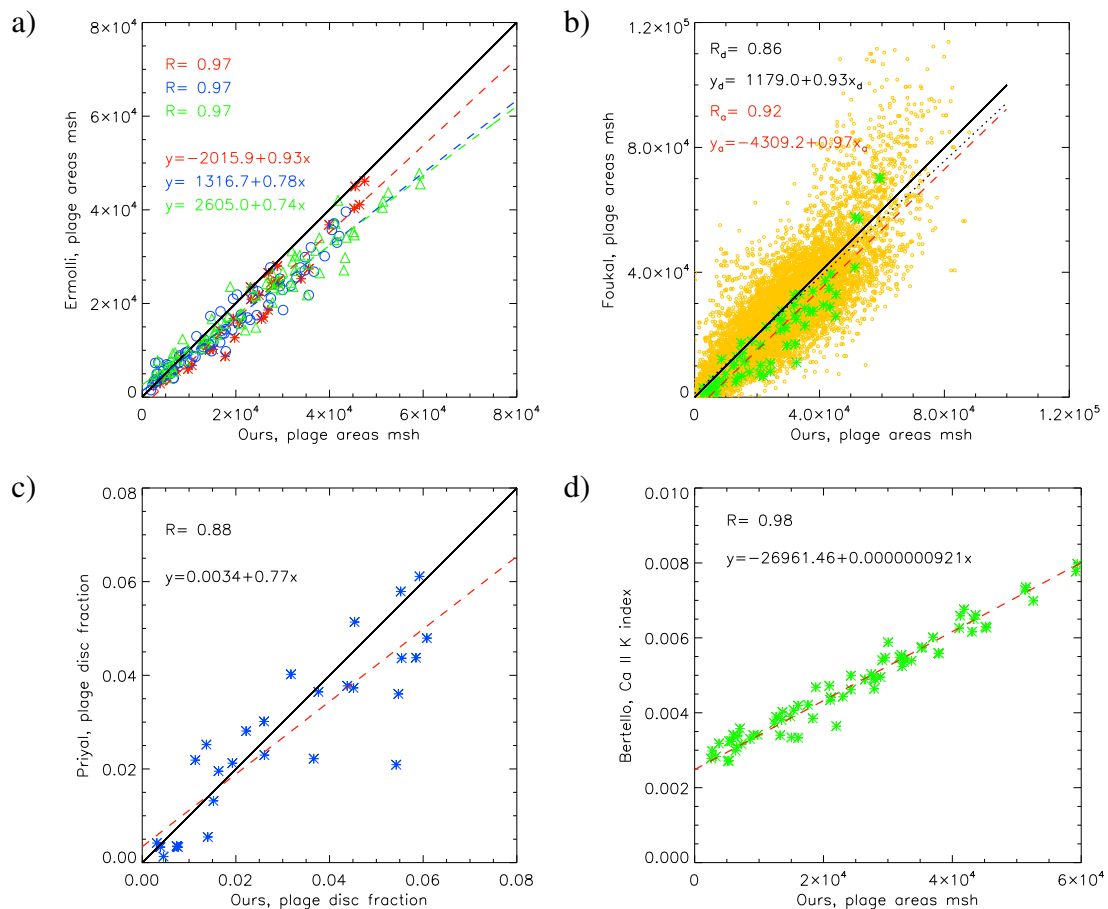 a)
8×10⁴
6×10⁴
4×10⁴
2×10⁴
0
Ermolli, plage areas msh
R= 0.97
R= 0.97
R= 0.97
y=−2015.9+0.93x
y= 1316.7+0.78x
y= 2605.0+0.74x
0 2×10⁴ 4×10⁴ 6×10⁴ 8×10⁴
Ours, plage areas msh
b)
1.2×10⁵
8.0×10⁴
4.0×10⁴
0
Foukal, plage areas msh
R_d= 0.86
y_d= 1179.0+0.93x_d
R_a= 0.92
y_a=−4309.2+0.97x_a
0 4.0×10⁴ 8.0×10⁴ 1.2×10⁵
Ours, plage areas msh
c)
0.08
0.06
0.04
0.02
0.00
Priyal, plage disc fraction
R= 0.88
y=0.0034+0.77x
0.00 0.02 0.04 0.06 0.08
Ours, plage disc fraction
d)
0.010
0.008
0.006
0.004
0.002
0.000
Bertello, Ca II K index
R= 0.98
y=−26961.46+0.0000000921x
0 2×10⁴ 4×10⁴ 6×10⁴
Ours, plage areas msh